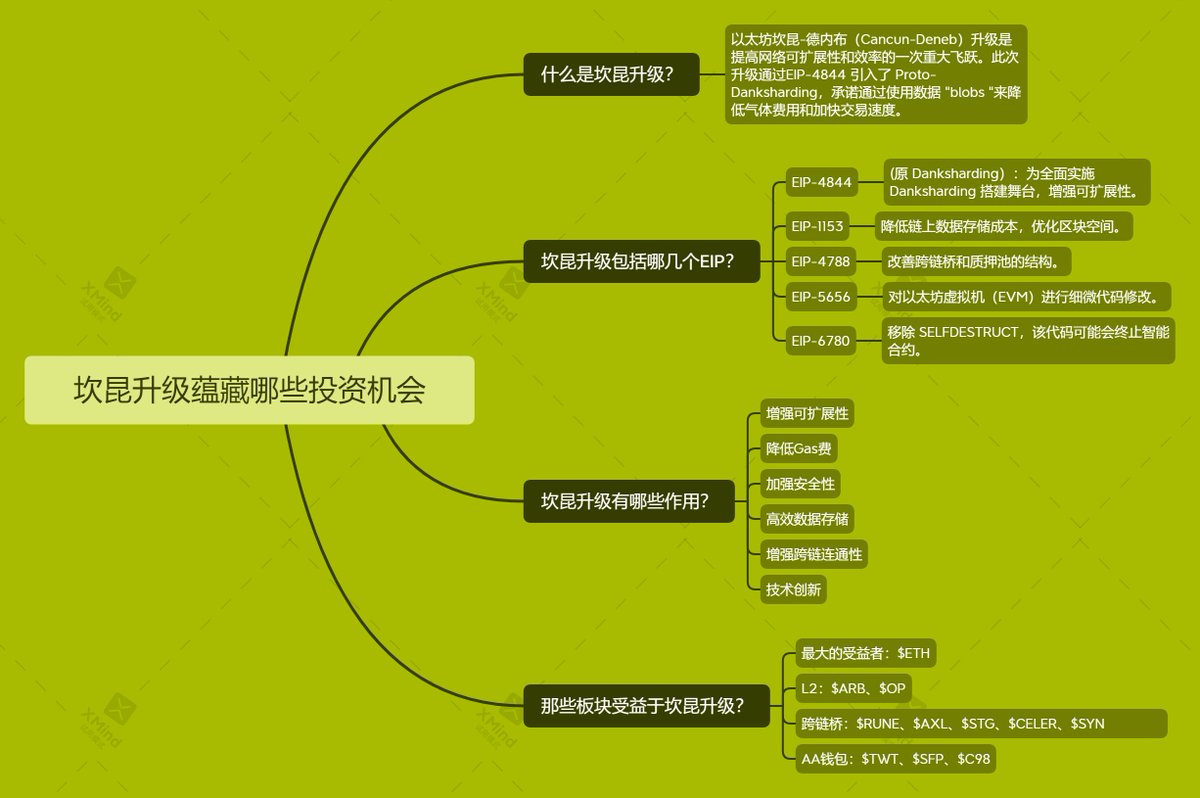 坎昆升级蕴藏哪些投资机会
什么是坎昆升级？
以太坊坎昆-德内布（Cancun-Deneb）升级是
提高网络可扩展性和效率的一次重大飞跃。此次
升级通过EIP-4844 引入了 Proto-
Danksharding，承诺通过使用数据 "blobs "来降
低气体费用和加快交易速度。
坎昆升级包括哪几个EIP？
EIP-4844
(原 Danksharding）：为全面实施
Danksharding 搭建舞台，增强可扩展性。
EIP-1153
降低链上数据存储成本，优化区块空间。
EIP-4788
改善跨链桥和质押池的结构。
EIP-5656
对以太坊虚拟机（EVM）进行细微代码修改。
EIP-6780
移除 SELFDESTRUCT，该代码可能会终止智能
合约。
坎昆升级有哪些作用？
增强可扩展性
降低Gas费
加强安全性
高效数据存储
增强跨链连通性
技术创新
那些板块受益于坎昆升级？
最大的受益者：$ETH
L2：$ARB、$OP
跨链桥：$RUNE、$AXL、$STG、$CELER、$SYN
AA钱包：$TWT、$SFP、$C98
XMind
XMind
XMind
XMind